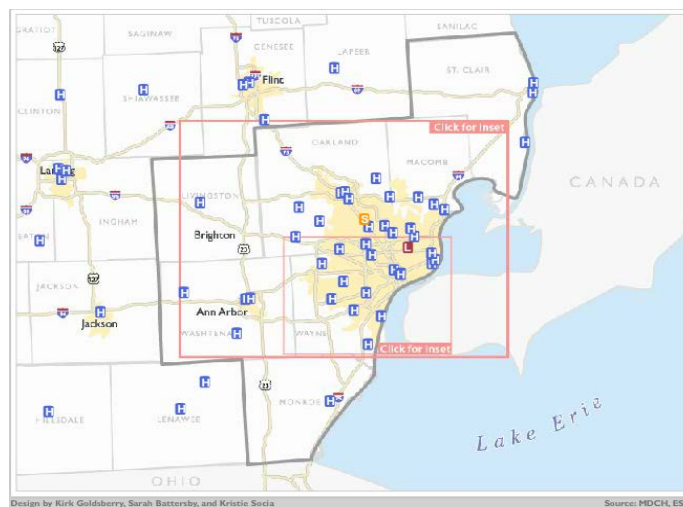 TUSCOLA
SANILAC
GRATIOT
SAGINAW
GENESEE
LAPEER
Flint
ST. CLAIR
SHIAWASSEE
CLINTON
Click for Inset
OAKLAND
MACOMB
CANADA
LIVINGSTON
INGHAM
Brighton
JACKSON
Ann Arbor
Jackson
WASHTENAW
WAYNE
Click for Inset
MONROE
HILLSDALE
LENAWEE
Lake Erie
OHIO
Design by Kirk Goldsberry, Sarah Battersby, and Kristie Socia
Source: MDCH, ES